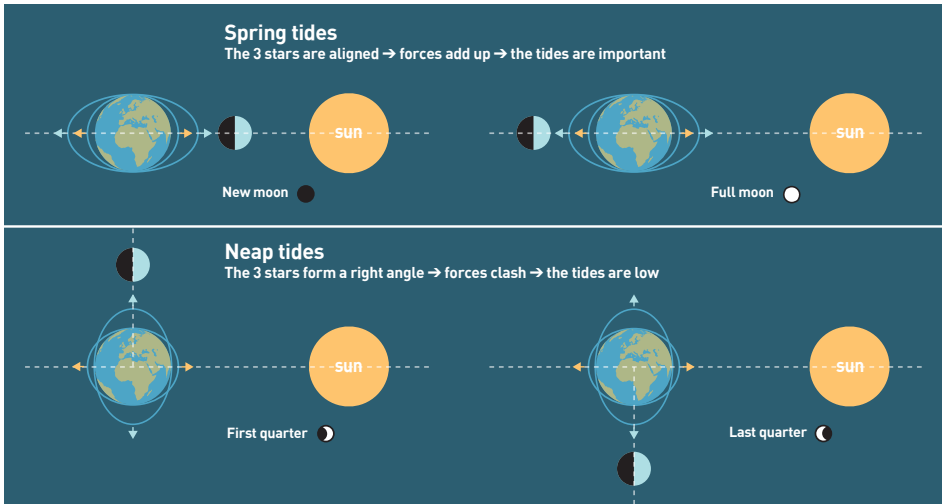 Spring tides
The 3 stars are aligned → forces add up → the tides are important
sun
sun
New moon
Full moon
Neap tides
The 3 stars form a right angle → forces clash → the tides are low
sun
sun
First quarter
Last quarter